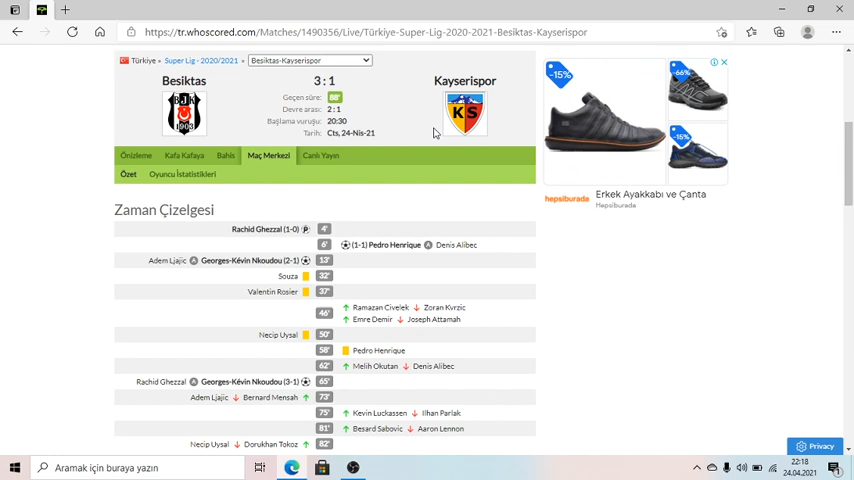 https://tr.whoscored.com/Matches/1490356/Live/Türkiye-Super-Lig-2020-2021-Besiktas-Kayserispor
Türkiye » Super Lig - 2020/2021 » Besiktas-Kayserispor
Besiktas 3 : 1 Kayserispor
BJK
1903
KS
Geçen süre: 88'
Devre arası: 2 : 1
Başlama vuruşu: 20:30
Tarih: Cts, 24-Nis-21
Önizleme Kafa Kafaya Bahis Maç Merkezi Canlı Yayın
Özet Oyuncu İstatistikleri
Zaman Çizelgesi
Rachid Ghezzal (1-0) P 4'
6' (1-1) Pedro Henrique A Denis Alibec
Adem Ljajic A Georges-Kévin Nkoudou (2-1) 13'
Souza 32'
Valentin Rosier 37'
46' Ramazan Civelek Zoran Kvrzic
Emre Demir Joseph Attamah
Necip Uysal 50'
58' Pedro Henrique
62' Melih Okutan Denis Alibec
Rachid Ghezzal A Georges-Kévin Nkoudou (3-1) 65'
Adem Ljajic Bernard Mensah 73'
75' Kevin Luckassen Ilhan Parlak
81' Besard Sabovic Aaron Lennon
Necip Uysal Dorukhan Tokoz 82'
-15%
-66%
-15%
hepsiburada
Erkek Ayakkabı ve Çanta
Hepsiburada
Privacy
Aramak için buraya yazın
22:18
24.04.2021
1